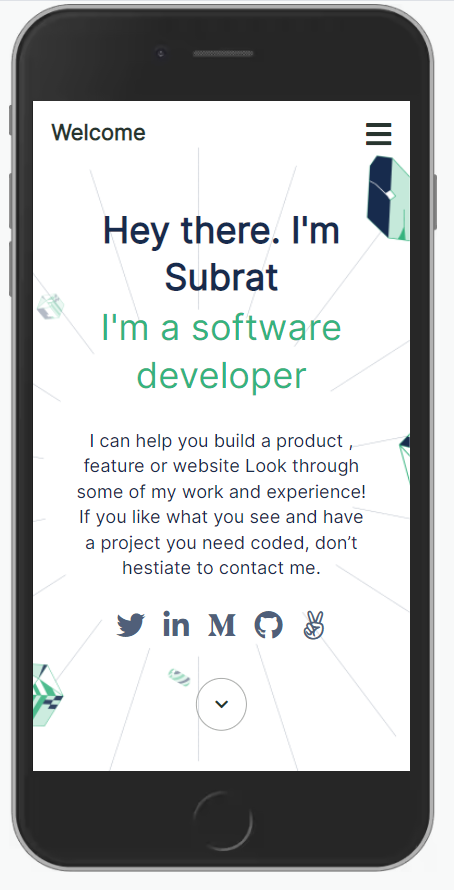 Welcome
Hey there. I'm
Subrat
I'm a software
developer
I can help you build a product ,
feature or website Look through
some of my work and experience!
If you like what you see and have
a project you need coded, don’t
hestiate to contact me.